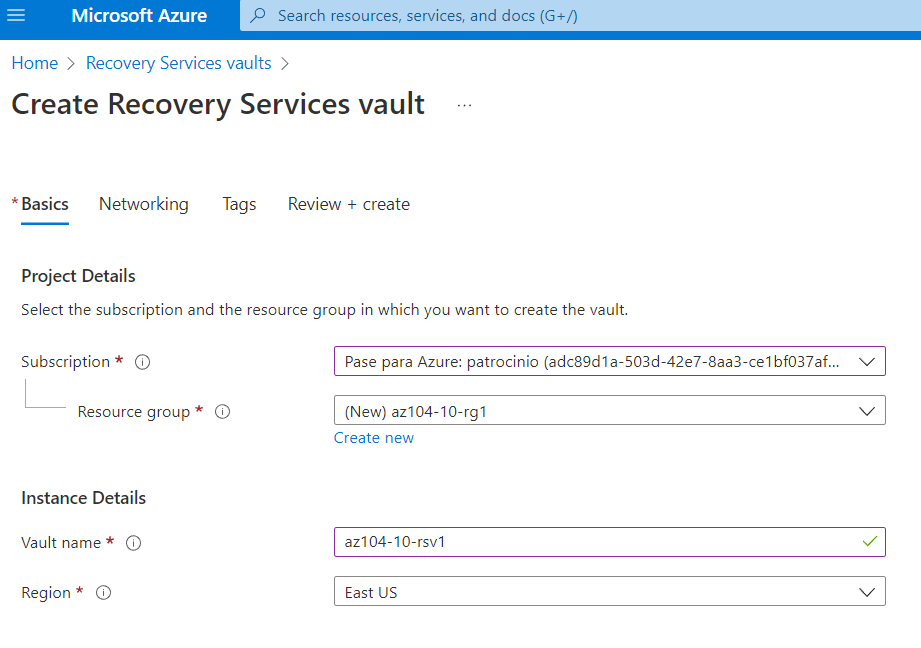 Microsoft Azure
Search resources, services, and docs (G+/)
Home > Recovery Services vaults >
Create Recovery Services vault ...
* Basics Networking Tags Review + create
Project Details
Select the subscription and the resource group in which you want to create the vault.
Subscription *
Pase para Azure: patrocinio (adc89d1a-503d-42e7-8aa3-ce1bf037af...
Resource group *
(New) az104-10-rg1
Create new
Instance Details
Vault name *
az104-10-rsv1
Region *
East US